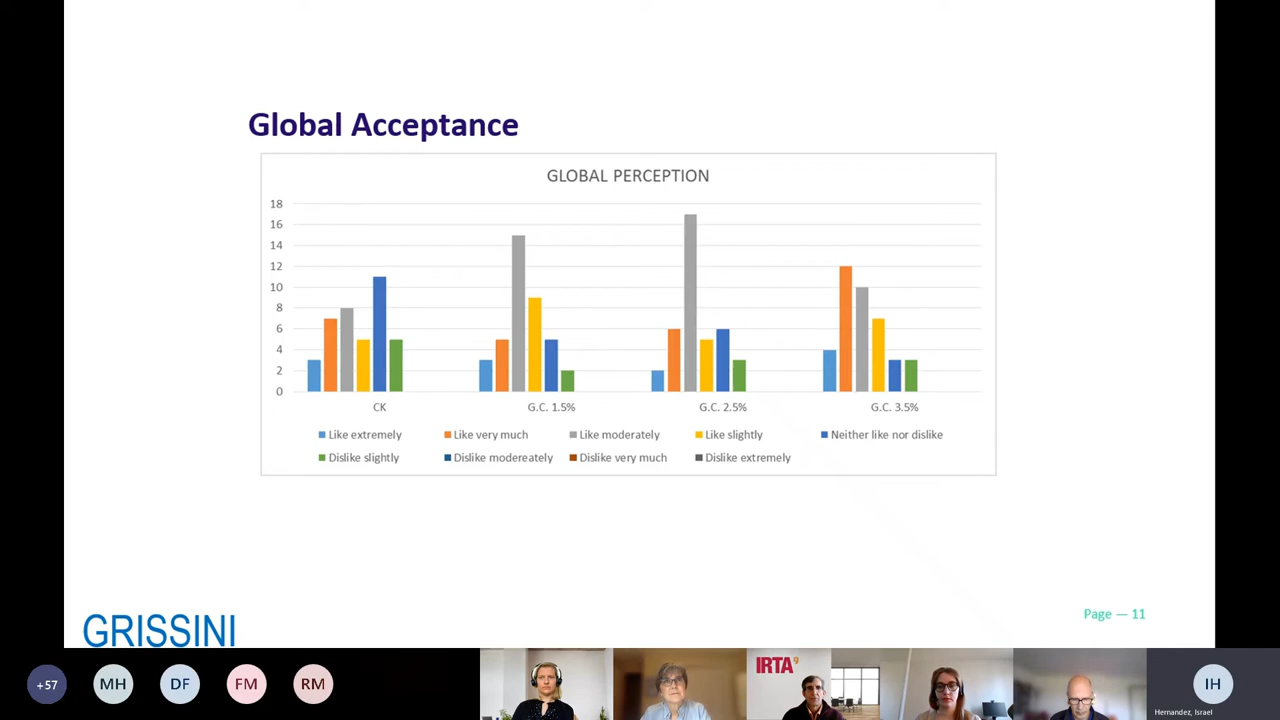 Global Acceptance
GLOBAL PERCEPTION
18
16
14
12
10
8
6
4
2
0
CK
G.C. 1.5%
G.C. 2.5%
G.C. 3.5%
Like extremely
Like very much
Like moderately
Like slightly
Neither like nor dislike
Dislike slightly
Dislike modereately
Dislike very much
Dislike extremely
Page — 11
GRISSINI
+57
MH
DF
FM
RM
IRTA
IH
Hernandez, Israel